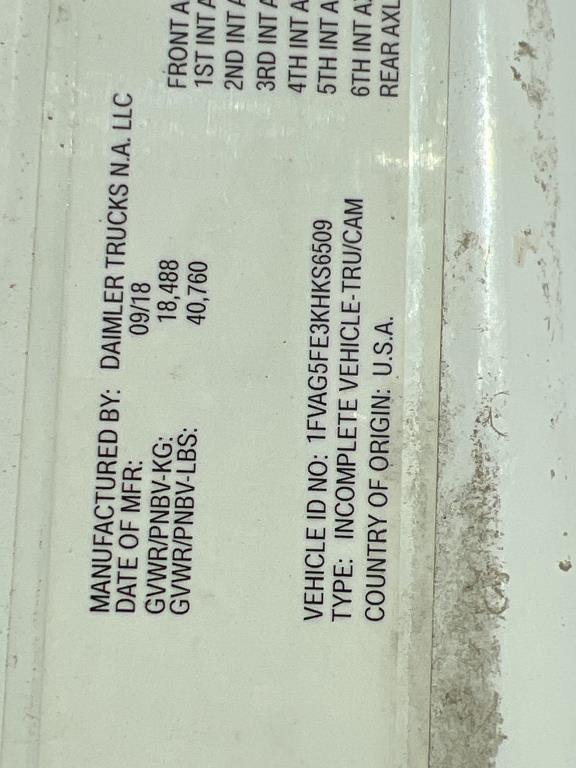 MANUFACTURED BY: DAIMLER TRUCKS N.A. LLC
DATE OF MFR: 09/18
GVWR/PNBV-KG: 18,488
GVWR/PNBV-LBS: 40,760
FRONT A
1ST INT A
2ND INT A
3RD INT A
4TH INT A
5TH INT A
6TH INT AX
REAR AXL
VEHICLE ID NO: 1FVAG5FE3KHKS6509
TYPE: INCOMPLETE VEHICLE-TRU/CAM
COUNTRY OF ORIGIN: U.S.A.